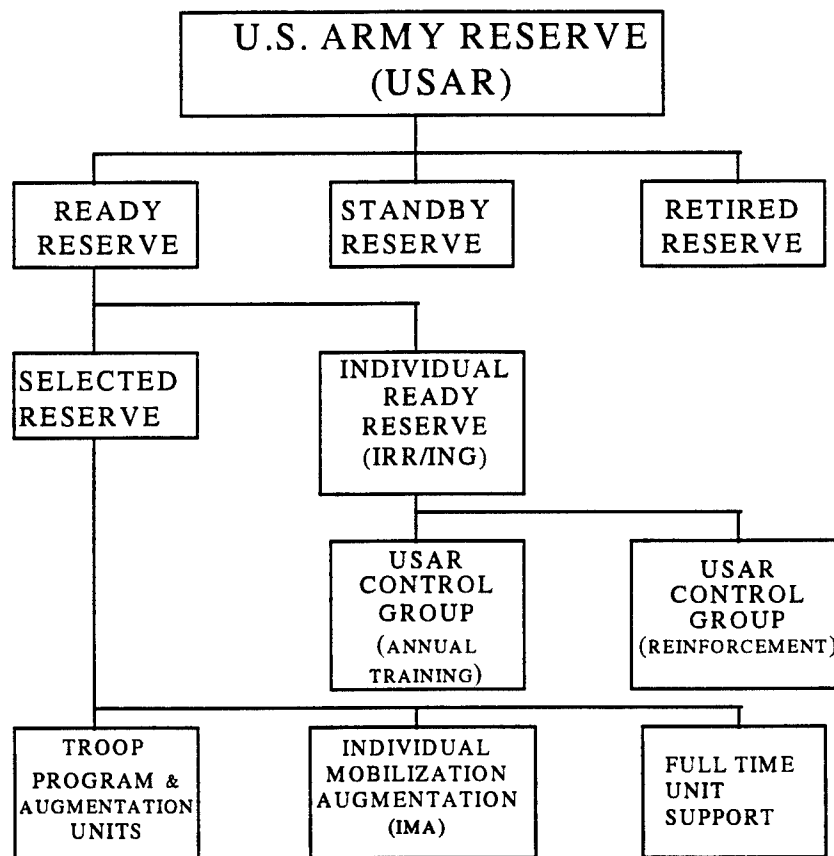 U.S. ARMY RESERVE
(USAR)
READY
RESERVE
STANDBY
RESERVE
RETIRED
RESERVE
SELECTED
RESERVE
INDIVIDUAL
READY
RESERVE
(IRR/ING)
USAR
CONTROL
GROUP
(ANNUAL
TRAINING)
USAR
CONTROL
GROUP
(REINFORCEMENT)
TROOP
PROGRAM &
AUGMENTATION
UNITS
INDIVIDUAL
MOBILIZATION
AUGMENTATION
(IMA)
FULL TIME
UNIT
SUPPORT